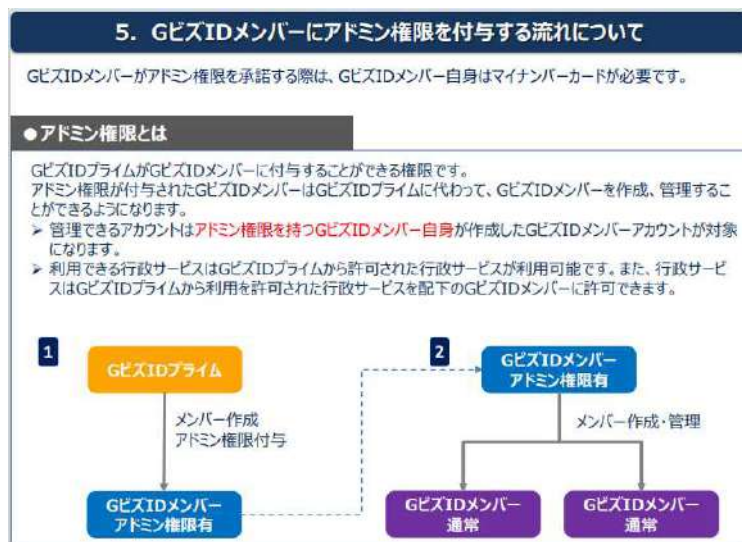 5. GビズIDメンバーにアドミン権限を付与する流れについて
GビズIDメンバーがアドミン権限を承諾する際は、GビズIDメンバー自身はマイナンバーカードが必要です。
●アドミン権限とは
GビズIDプライムがGビズIDメンバーに付与することができる権限です。
アドミン権限が付与されたGビズIDメンバーはGビズIDプライムに代わって、GビズIDメンバーを作成、管理するこ
とができるようになります。
➢ 管理できるアカウントはアドミン権限を持つGビズIDメンバー自身が作成したGビズIDメンバーアカウントが対象
になります。
➢ 利用できる行政サービスはGビズIDプライムから許可された行政サービスが利用可能です。また、行政サービ
スはGビズIDプライムから利用を許可された行政サービスを配下のGビズIDメンバーに許可できます。
1
GビズIDプライム
メンバー作成
アドミン権限付与
GビズIDメンバー
アドミン権限有
2
GビズIDメンバー
アドミン権限有
メンバー作成・管理
GビズIDメンバー
通常
GビズIDメンバー
通常